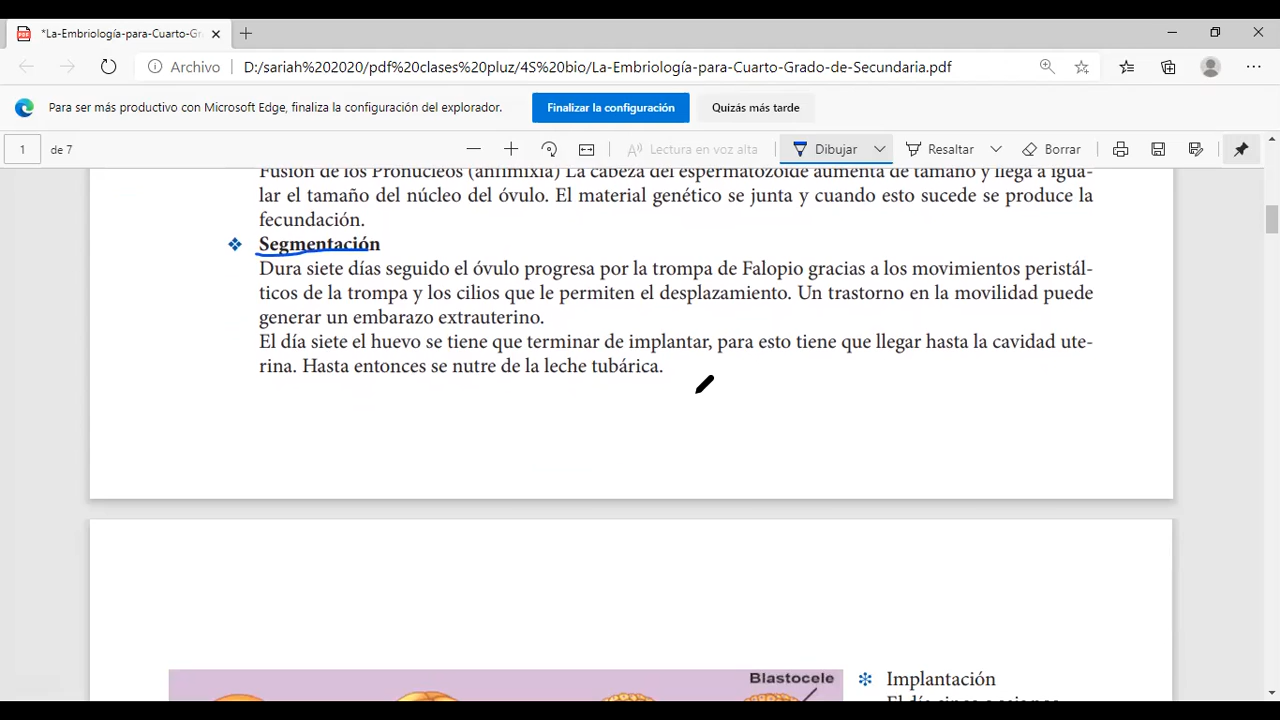 *La-Embriología-para-Cuarto-Gr
Archivo
D:/sariah%202020/pdf%20clases%20pluz/4S%20bio/La-Embriología-para-Cuarto-Grado-de-Secundaria.pdf
Para ser más productivo con Microsoft Edge, finaliza la configuración del explorador.
Finalizar la configuración
Quizás más tarde
1 de 7
Lectura en voz alta
Dibujar
Resaltar
Borrar
Fusión de los Pronúcleos (anfimixia) La cabeza del espermatozoide aumenta de tamaño y llega a igua-
lar el tamaño del núcleo del óvulo. El material genético se junta y cuando esto sucede se produce la
fecundación.
❖ Segmentación
Dura siete días seguido el óvulo progresa por la trompa de Falopio gracias a los movimientos peristál-
ticos de la trompa y los cilios que le permiten el desplazamiento. Un trastorno en la movilidad puede
generar un embarazo extrauterino.
El día siete el huevo se tiene que terminar de implantar, para esto tiene que llegar hasta la cavidad ute-
rina. Hasta entonces se nutre de la leche tubárica.
Blastocele
Implantación
El día cinco